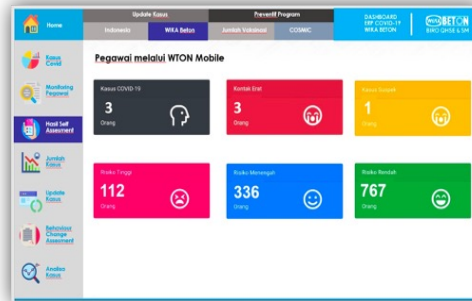 Home
Update Kasus
Preventif Program
Indonesia
WIKA Beton
Jumlah Vaksinasi
COSMIC
DASHBOARD
ERP COVID-19
WIKA BETON
WIKA BETON
BIRO QHSE & SM
Kasus
Covid
Monitoring
Pegawai
Hasil Self
Assesment
Jumlah
Kasus
Update
Kasus
Behaviour
Change
Assesment
Analisa
Kasus
Pegawai melalui WTON Mobile
Kasus COVID-19
3
Orang
Kontak Erat
3
Orang
Kasus Suspek
1
Orang
Risiko Tinggi
112
Orang
Risiko Menengah
336
Orang
Risiko Rendah
767
Orang